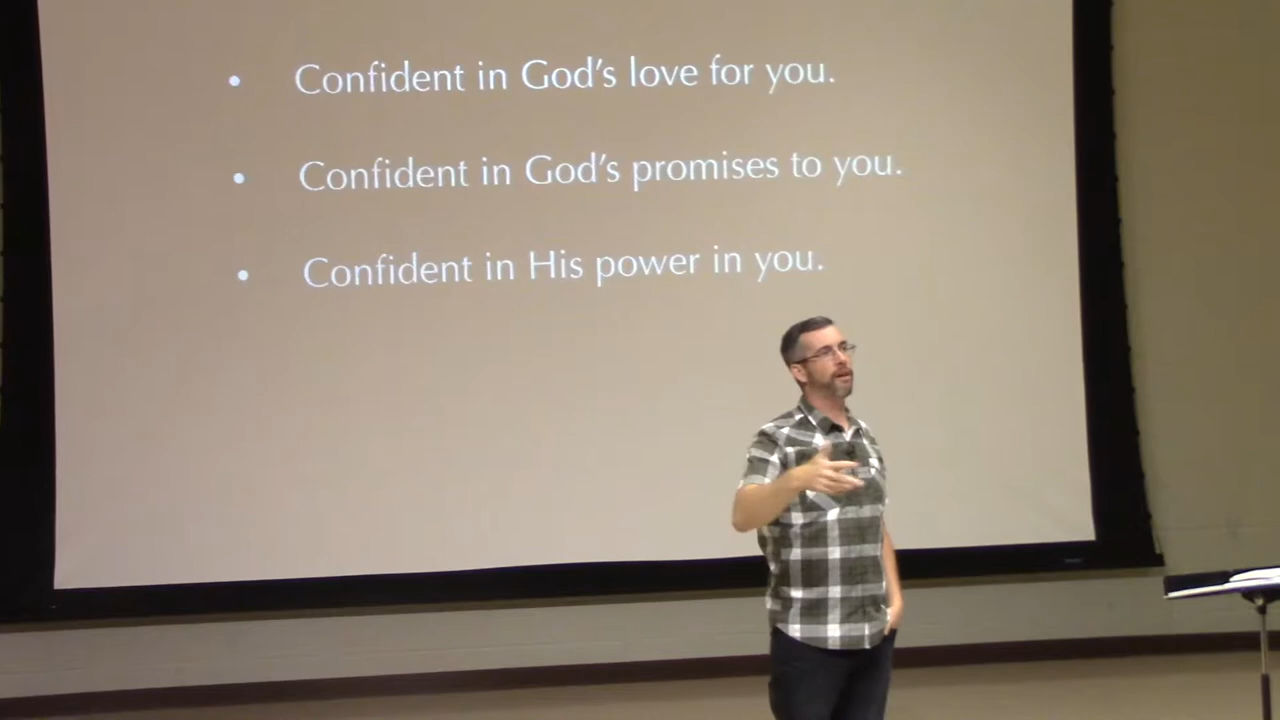 • Confident in God's love for you.
• Confident in God's promises to you.
• Confident in His power in you.